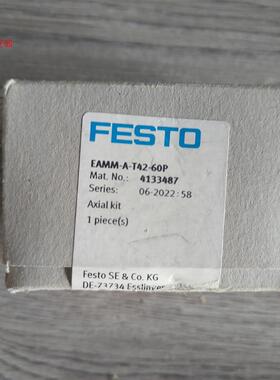 FESTO
EAMM-A-T42-60P
Mat. No.: 4133487
Series: 06-2022:58
Axial kit
1 piece(s)
Festo SE & Co. KG
DE-73734